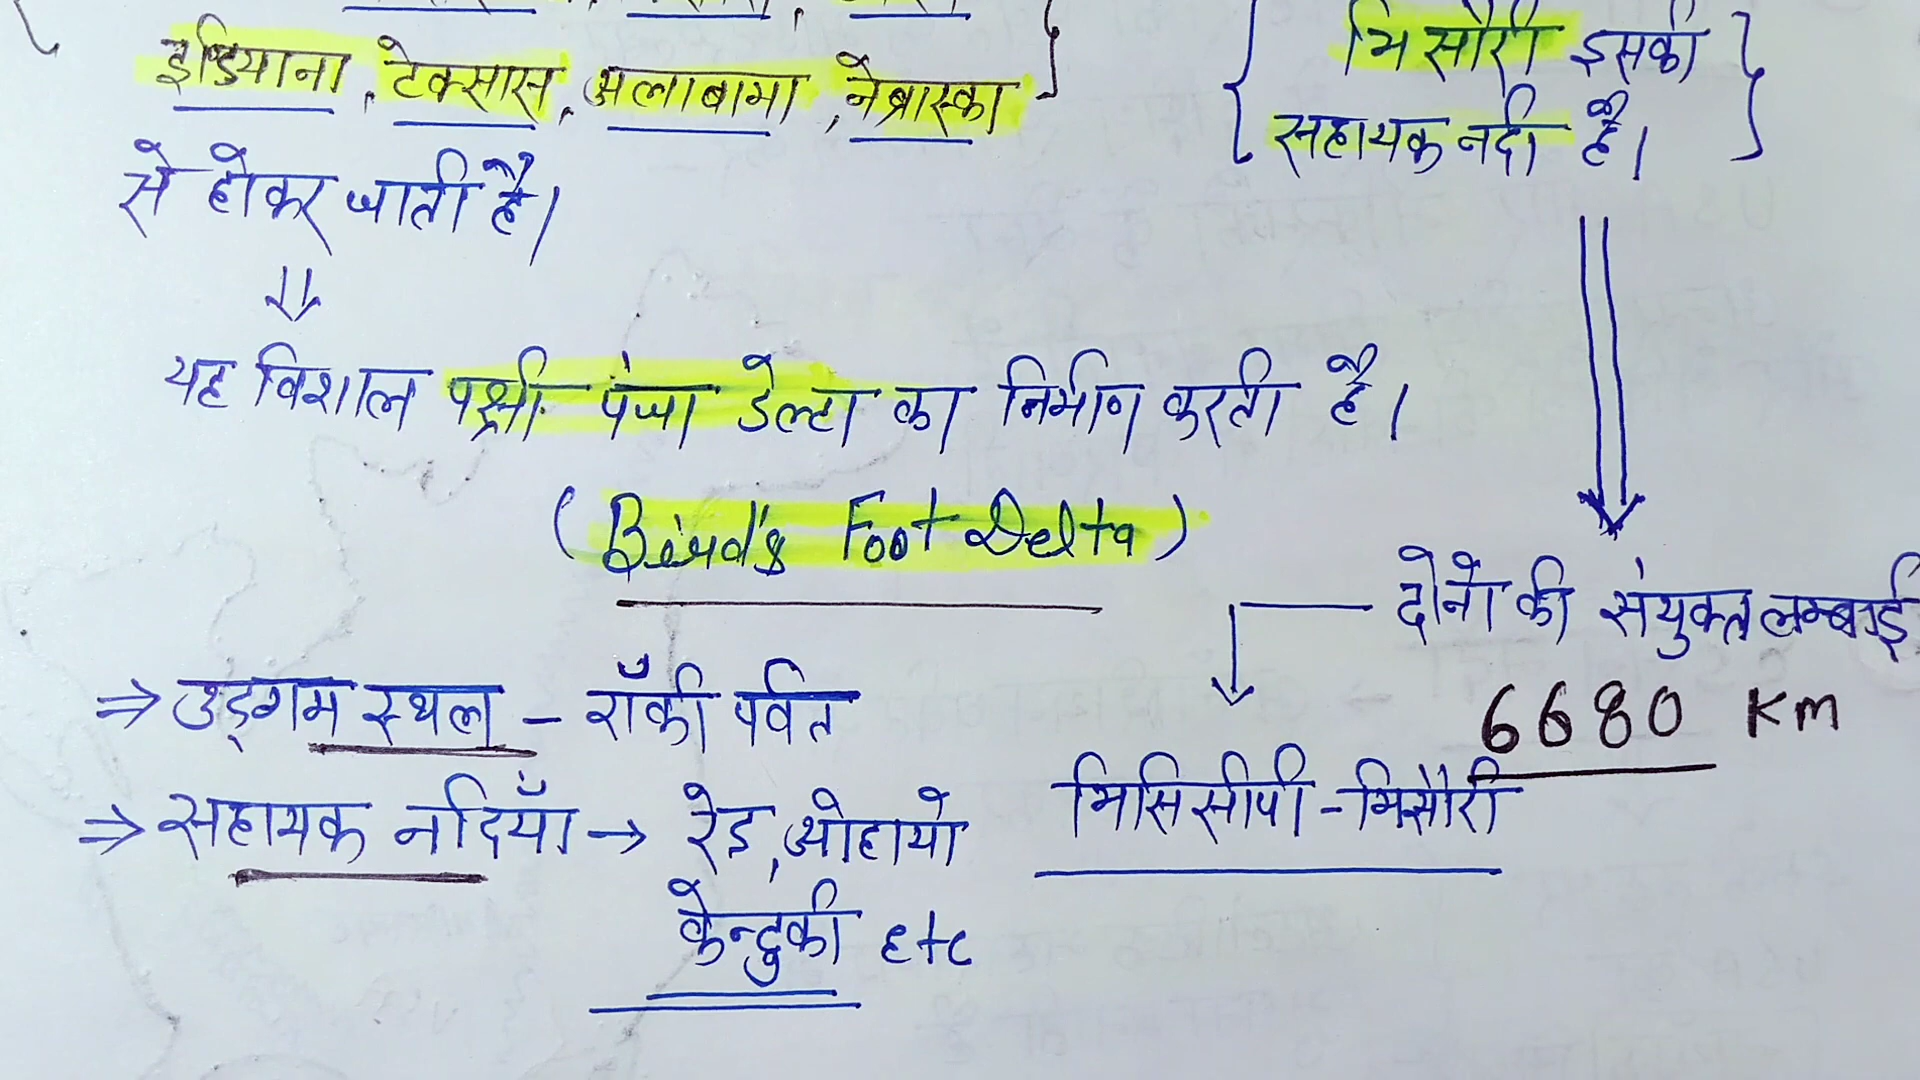 इण्डियाना, टेक्सास, अलाबामा, नेब्रास्का
से होकर जाती है।
यह विशाल पक्षी पंजा डेल्टा का निर्माण करती है।
(Bird's Foot Delta)
⇒ उद्गम स्थल – रॉकी पर्वत
⇒ सहायक नदियाँ → रेड, ओहायो
केन्टुकी etc
मिसौरी इसकी
सहायक नदी है।
दोनों की संयुक्त लम्बाई
6680 Km
मिसिसीपी - मिसौरी